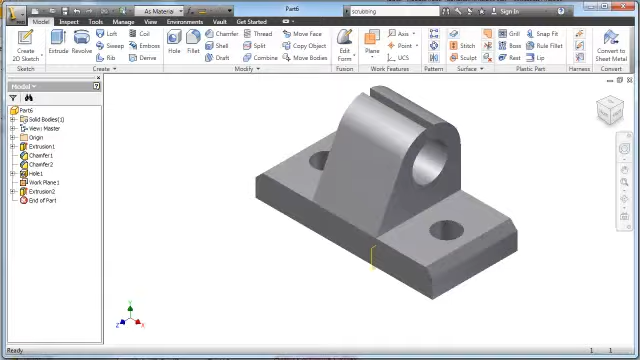 As Materia
Part6
scrubbing
Sign In
Model Inspect Tools Manage View Environments Vault Get Started
Create 2D Sketch
Extrude
Revolve
Loft
Sweep
Rib
Coil
Emboss
Derive
Hole
Fillet
Chamfer
Shell
Draft
Thread
Split
Combine
Move Face
Copy Object
Move Bodies
Edit Form
Plane
Axis
Point
UCS
Stitch
Grill
Boss
Rest
Snap Fit
Rule Fillet
Lip
Convert to Sheet Metal
Sketch Create Modify Fusion Work Features Pattern Surface Plastic Part Harness
Model
Part6
Solid Bodies(1)
View: Master
Origin
Extrusion1
Chamfer1
Chamfer2
Hole1
Work Plane1
Extrusion2
End of Part
Y
Z X
Ready
1 1